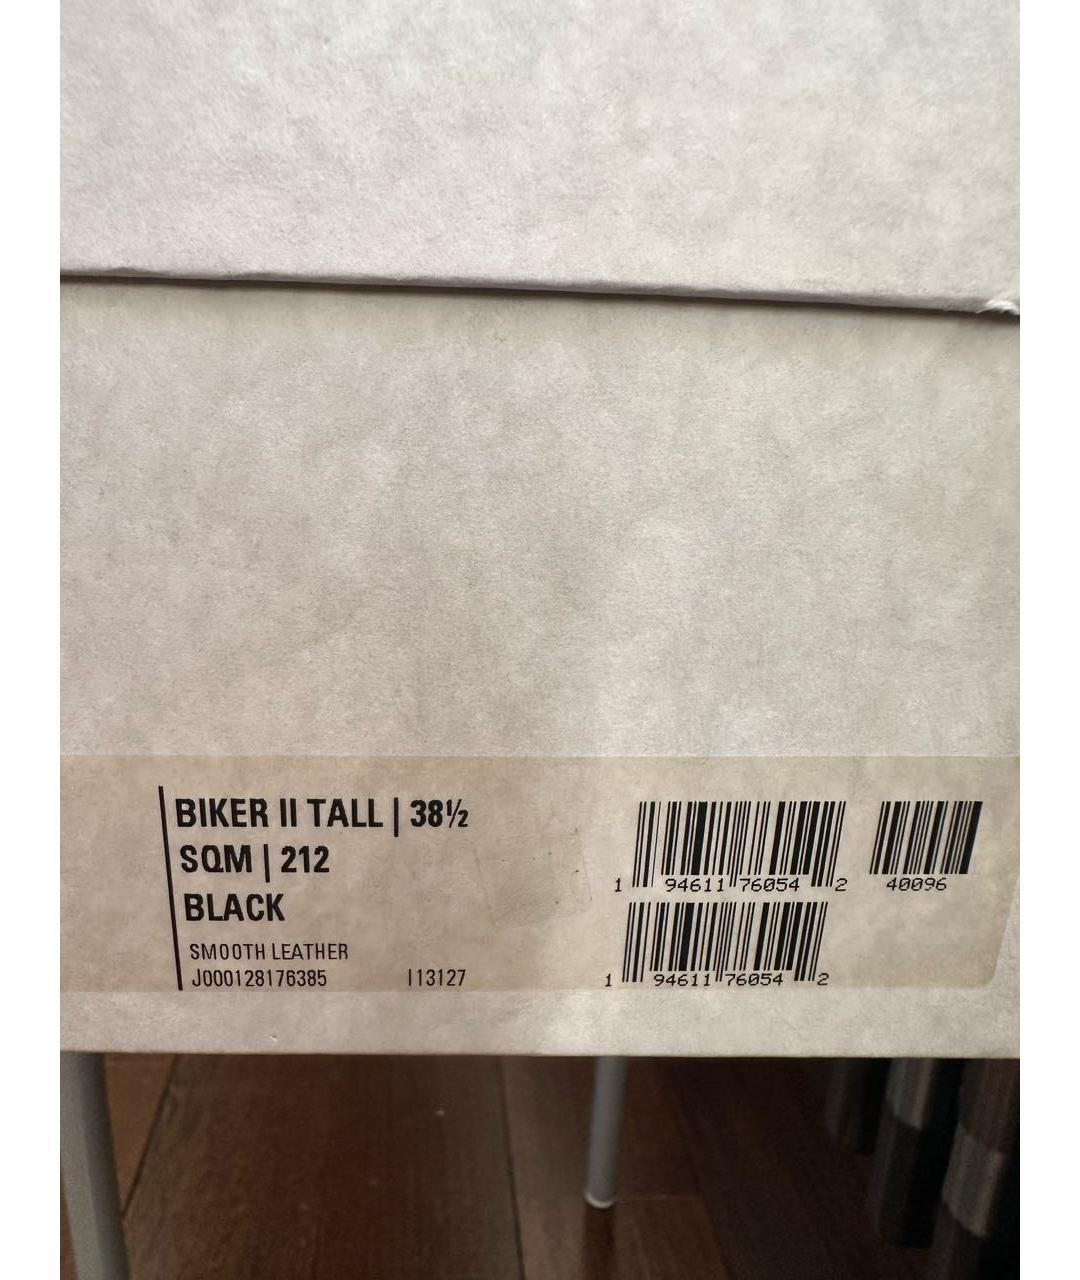 BIKER II TALL | 38½
SQM | 212
BLACK
SMOOTH LEATHER
J000128176385 I13127
1 94611 76054 2 40096
1 94611 76054 2